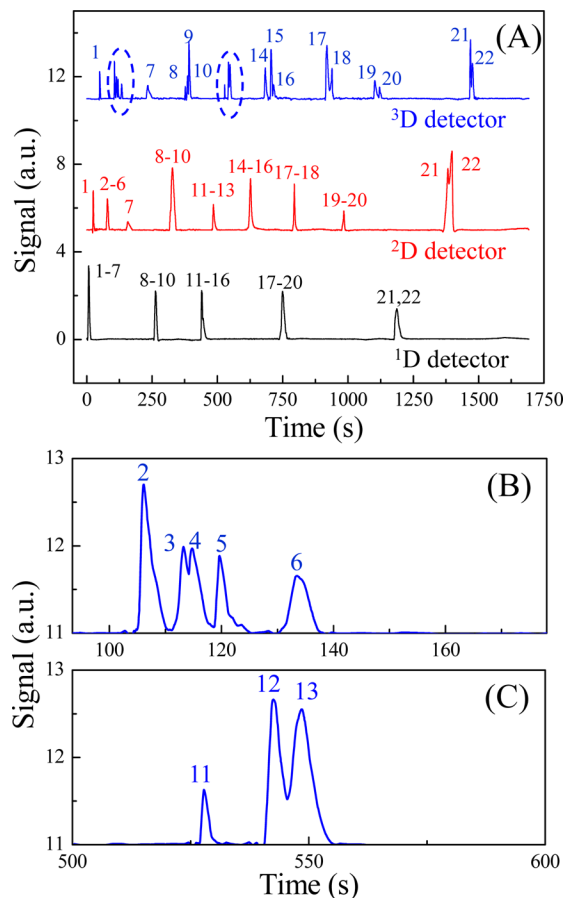 (A)
1 7 8 9 10 14 15 16 17 18 19 20 21 22
³D detector
1 2-6 7 8-10 11-13 14-16 17-18 19-20 21 22
²D detector
1-7 8-10 11-16 17-20 21,22
¹D detector
12
8
4
0
Signal (a.u.)
0 250 500 750 1000 1250 1500 1750
Time (s)
(B)
2 3 4 5 6
13
12
11
100 120 140 160
Signal (a.u.)
(C)
11 12 13
13
12
11
500 550 600
Time (s)